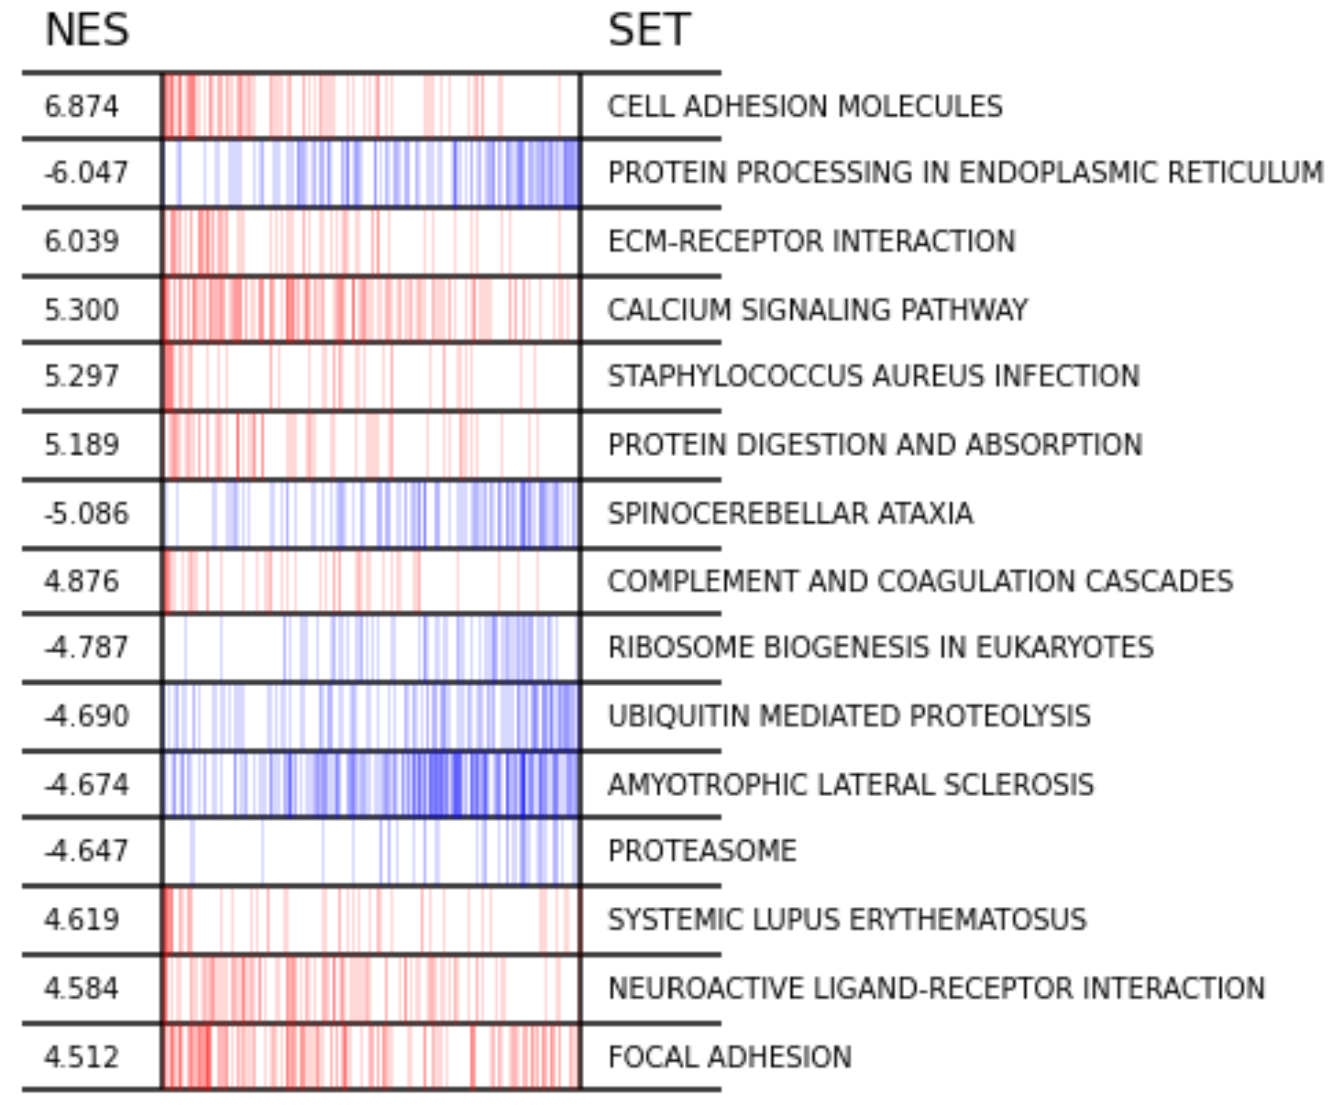 NES SET
6.874 CELL ADHESION MOLECULES
-6.047 PROTEIN PROCESSING IN ENDOPLASMIC RETICULUM
6.039 ECM-RECEPTOR INTERACTION
5.300 CALCIUM SIGNALING PATHWAY
5.297 STAPHYLOCOCCUS AUREUS INFECTION
5.189 PROTEIN DIGESTION AND ABSORPTION
-5.086 SPINOCEREBELLAR ATAXIA
4.876 COMPLEMENT AND COAGULATION CASCADES
-4.787 RIBOSOME BIOGENESIS IN EUKARYOTES
-4.690 UBIQUITIN MEDIATED PROTEOLYSIS
-4.674 AMYOTROPHIC LATERAL SCLEROSIS
-4.647 PROTEASOME
4.619 SYSTEMIC LUPUS ERYTHEMATOSUS
4.584 NEUROACTIVE LIGAND-RECEPTOR INTERACTION
4.512 FOCAL ADHESION